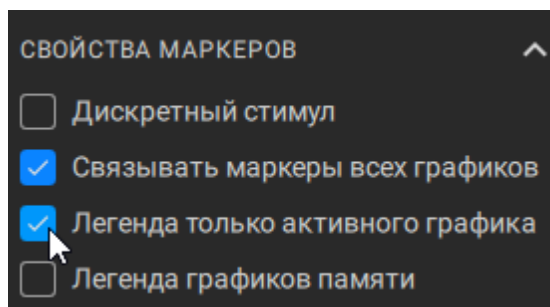 СВОЙСТВА МАРКЕРОВ
Дискретный стимул
Связывать маркеры всех графиков
Легенда только активного графика
Легенда графиков памяти